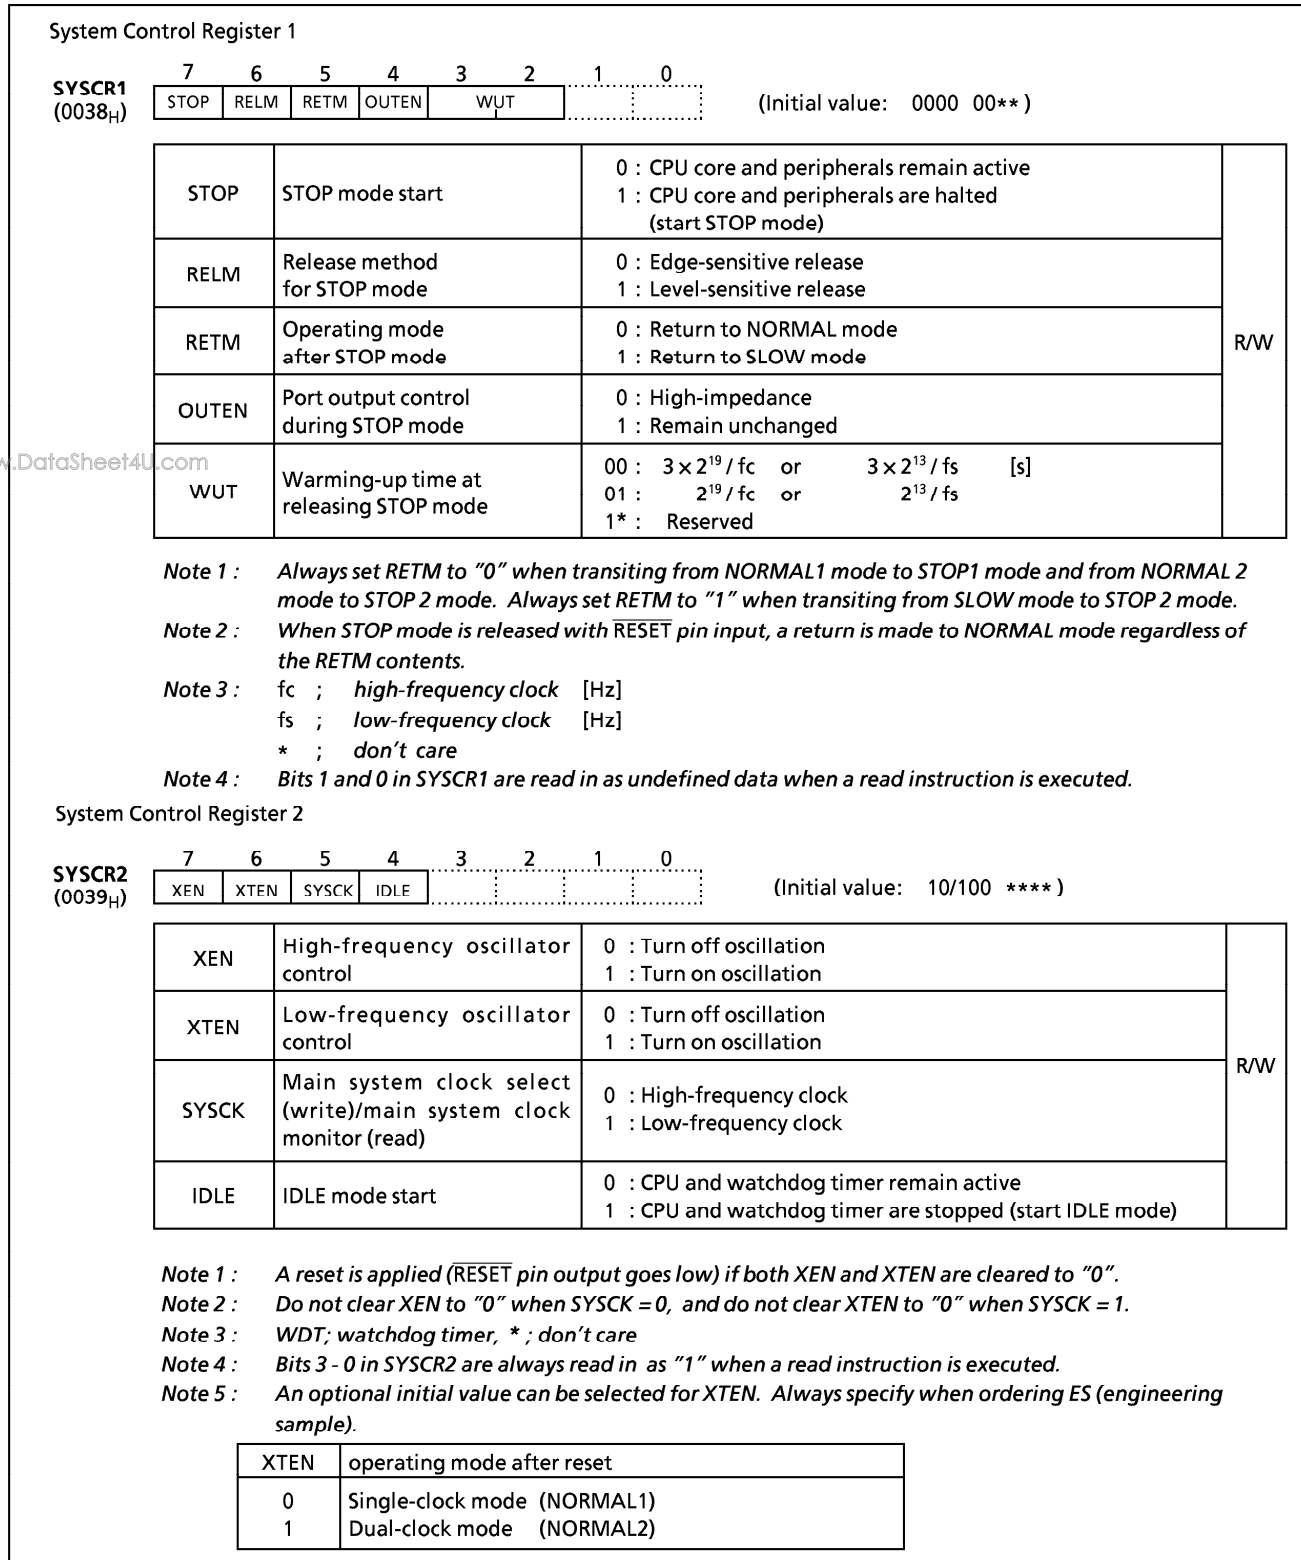 System Control Register 1
7 6 5 4 3 2 1 0
SYSCR1
(0038H)
STOP RELM RETM OUTEN WUT
(Initial value: 0000 00**)
STOP
STOP mode start
0 : CPU core and peripherals remain active
1 : CPU core and peripherals are halted
(start STOP mode)
R/W
RELM
Release method
for STOP mode
0 : Edge-sensitive release
1 : Level-sensitive release
RETM
Operating mode
after STOP mode
0 : Return to NORMAL mode
1 : Return to SLOW mode
OUTEN
Port output control
during STOP mode
0 : High-impedance
1 : Remain unchanged
w.DataSheet4U.com
WUT
Warming-up time at
releasing STOP mode
00 : 3 × 2¹⁹ / fc or 3 × 2¹³ / fs [s]
01 : 2¹⁹ / fc or 2¹³ / fs
1* : Reserved
Note 1 : Always set RETM to "0" when transiting from NORMAL1 mode to STOP1 mode and from NORMAL 2
mode to STOP 2 mode. Always set RETM to "1" when transiting from SLOW mode to STOP 2 mode.
Note 2 : When STOP mode is released with RESET pin input, a return is made to NORMAL mode regardless of
the RETM contents.
Note 3 : fc ; high-frequency clock [Hz]
fs ; low-frequency clock [Hz]
* ; don't care
Note 4 : Bits 1 and 0 in SYSCR1 are read in as undefined data when a read instruction is executed.
System Control Register 2
7 6 5 4 3 2 1 0
SYSCR2
(0039H)
XEN XTEN SYSCK IDLE
(Initial value: 10/100 ****)
XEN
High-frequency oscillator
control
0 : Turn off oscillation
1 : Turn on oscillation
R/W
XTEN
Low-frequency oscillator
control
0 : Turn off oscillation
1 : Turn on oscillation
SYSCK
Main system clock select
(write)/main system clock
monitor (read)
0 : High-frequency clock
1 : Low-frequency clock
IDLE
IDLE mode start
0 : CPU and watchdog timer remain active
1 : CPU and watchdog timer are stopped (start IDLE mode)
Note 1 : A reset is applied (RESET pin output goes low) if both XEN and XTEN are cleared to "0".
Note 2 : Do not clear XEN to "0" when SYSCK = 0, and do not clear XTEN to "0" when SYSCK = 1.
Note 3 : WDT; watchdog timer, * ; don't care
Note 4 : Bits 3 - 0 in SYSCR2 are always read in as "1" when a read instruction is executed.
Note 5 : An optional initial value can be selected for XTEN. Always specify when ordering ES (engineering
sample).
XTEN operating mode after reset
0 Single-clock mode (NORMAL1)
1 Dual-clock mode (NORMAL2)